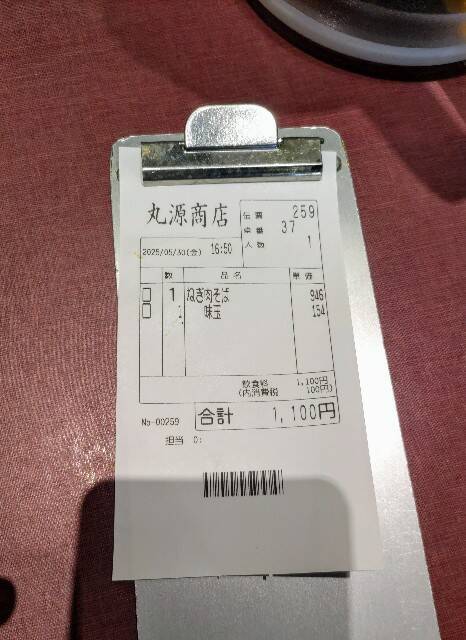 丸源商店
伝票 259
卓番 37
人数 1
2025/05/30(金) 16:50
数 品名 単価
1 ねぎ肉そば 946
1 味玉 154
飲食料 1,100円
(内消費税 100円)
合計 1,100円
No-00259
担当 0: